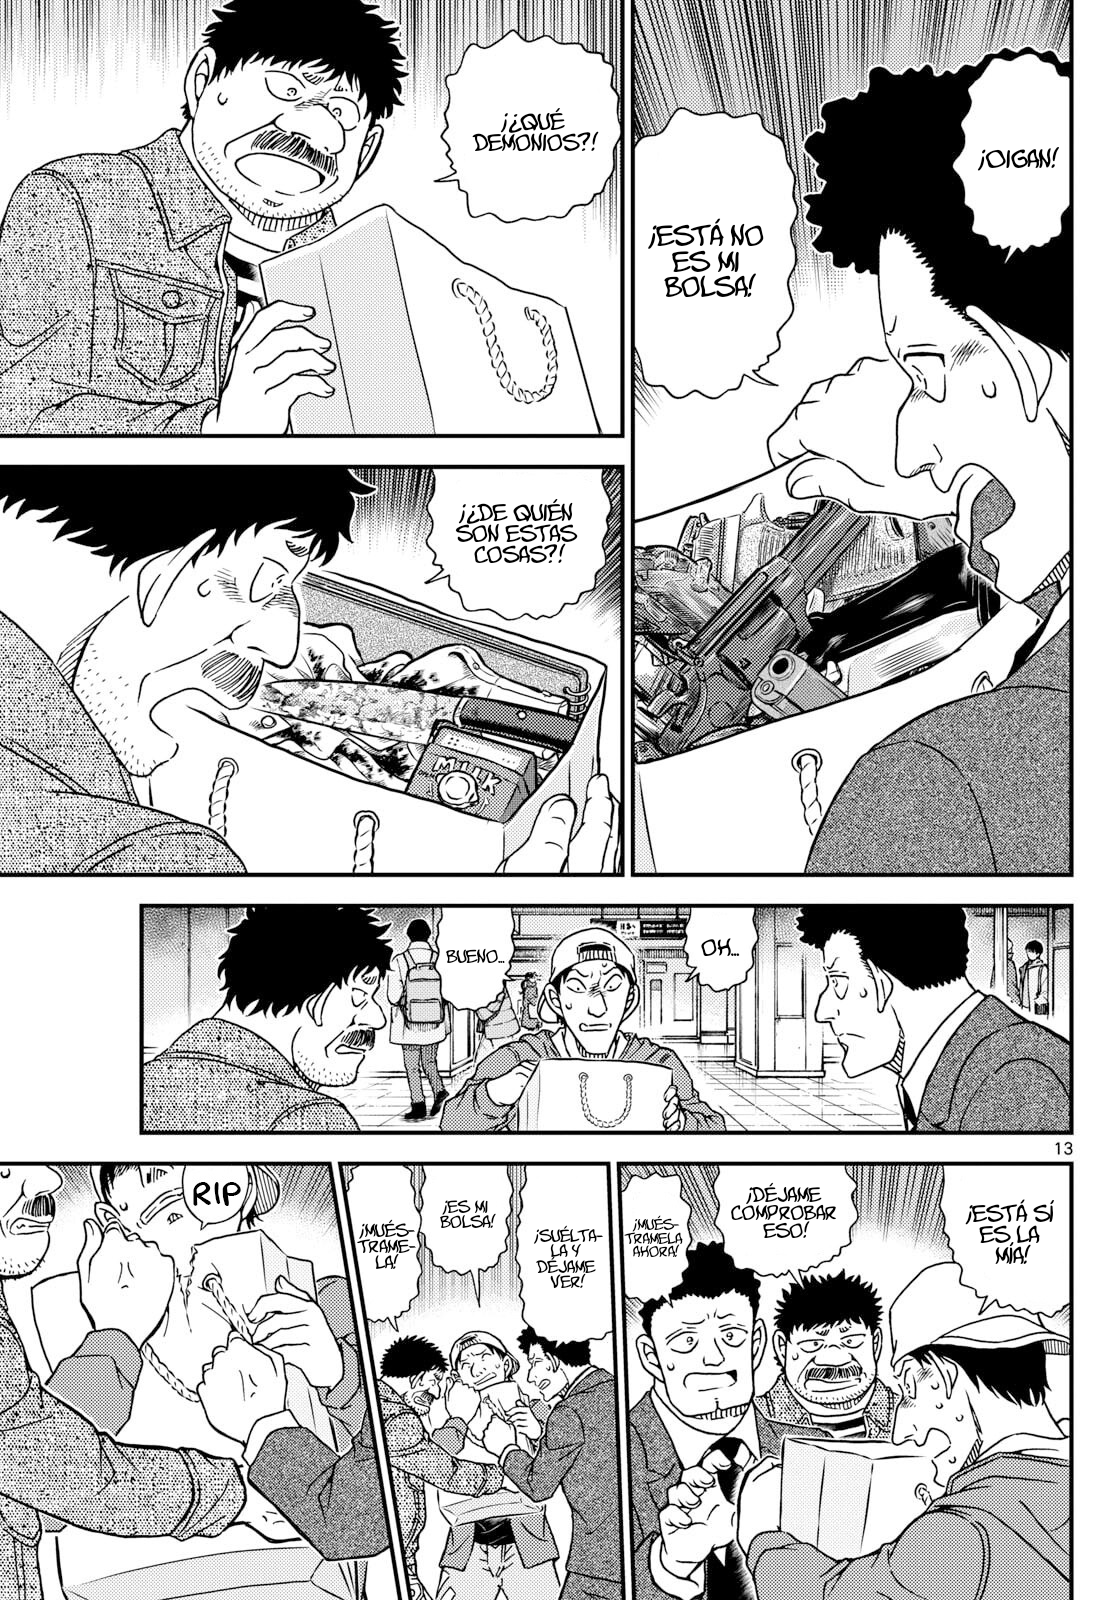 ¡OIGAN!
¡ESTÁ NO
ES MI
BOLSA!
¡¿QUÉ
DEMONIOS?!
¡¿DE QUIÉN
SON ESTAS
COSAS?!
MILK
OH...
BUENO...
13
¡ESTÁ SÍ
ES LA
MÍA!
¡DÉJAME
COMPROBAR
ESO!
¡MUÉS-
TRAMELA
AHORA!
¡SUÉLTA-
LA Y
DÉJAME
VER!
¡ES MI
BOLSA!
¡MUÉS-
TRAME-
LA!
RIP